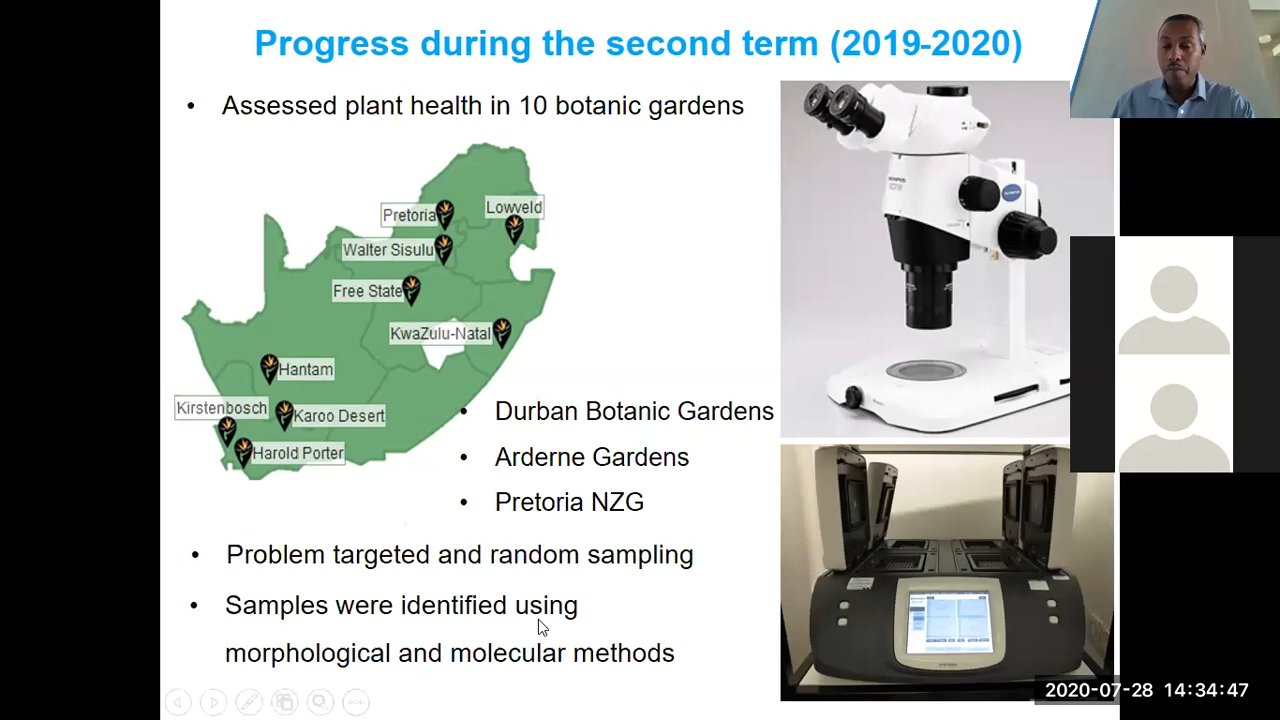 Progress during the second term (2019-2020)
• Assessed plant health in 10 botanic gardens
Pretoria
Lowveld
Walter Sisulu
Free State
KwaZulu-Natal
Hantam
Kirstenbosch
Karoo Desert
Harold Porter
• Durban Botanic Gardens
• Arderne Gardens
• Pretoria NZG
• Problem targeted and random sampling
• Samples were identified using
morphological and molecular methods
OLYMPUS
2020-07-28 14:34:47